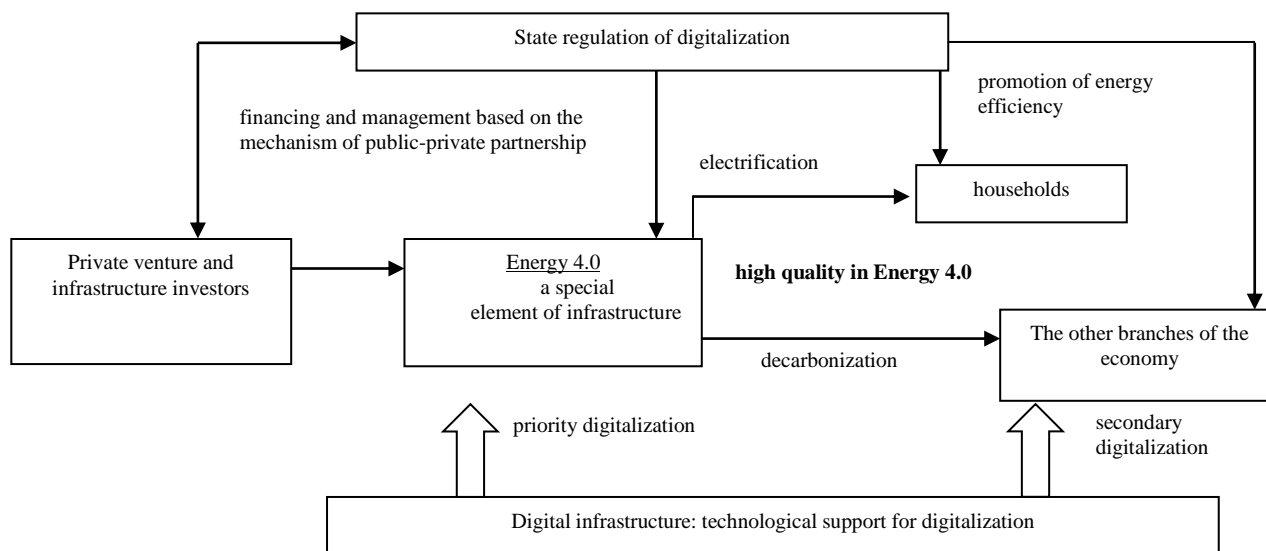 State regulation of digitalization
promotion of energy
efficiency
financing and management based on the
mechanism of public-private partnership
electrification
households
Private venture and
infrastructure investors
Energy 4.0
a special
element of infrastructure
high quality in Energy 4.0
The other branches of the
economy
decarbonization
priority digitalization
secondary
digitalization
Digital infrastructure: technological support for digitalization